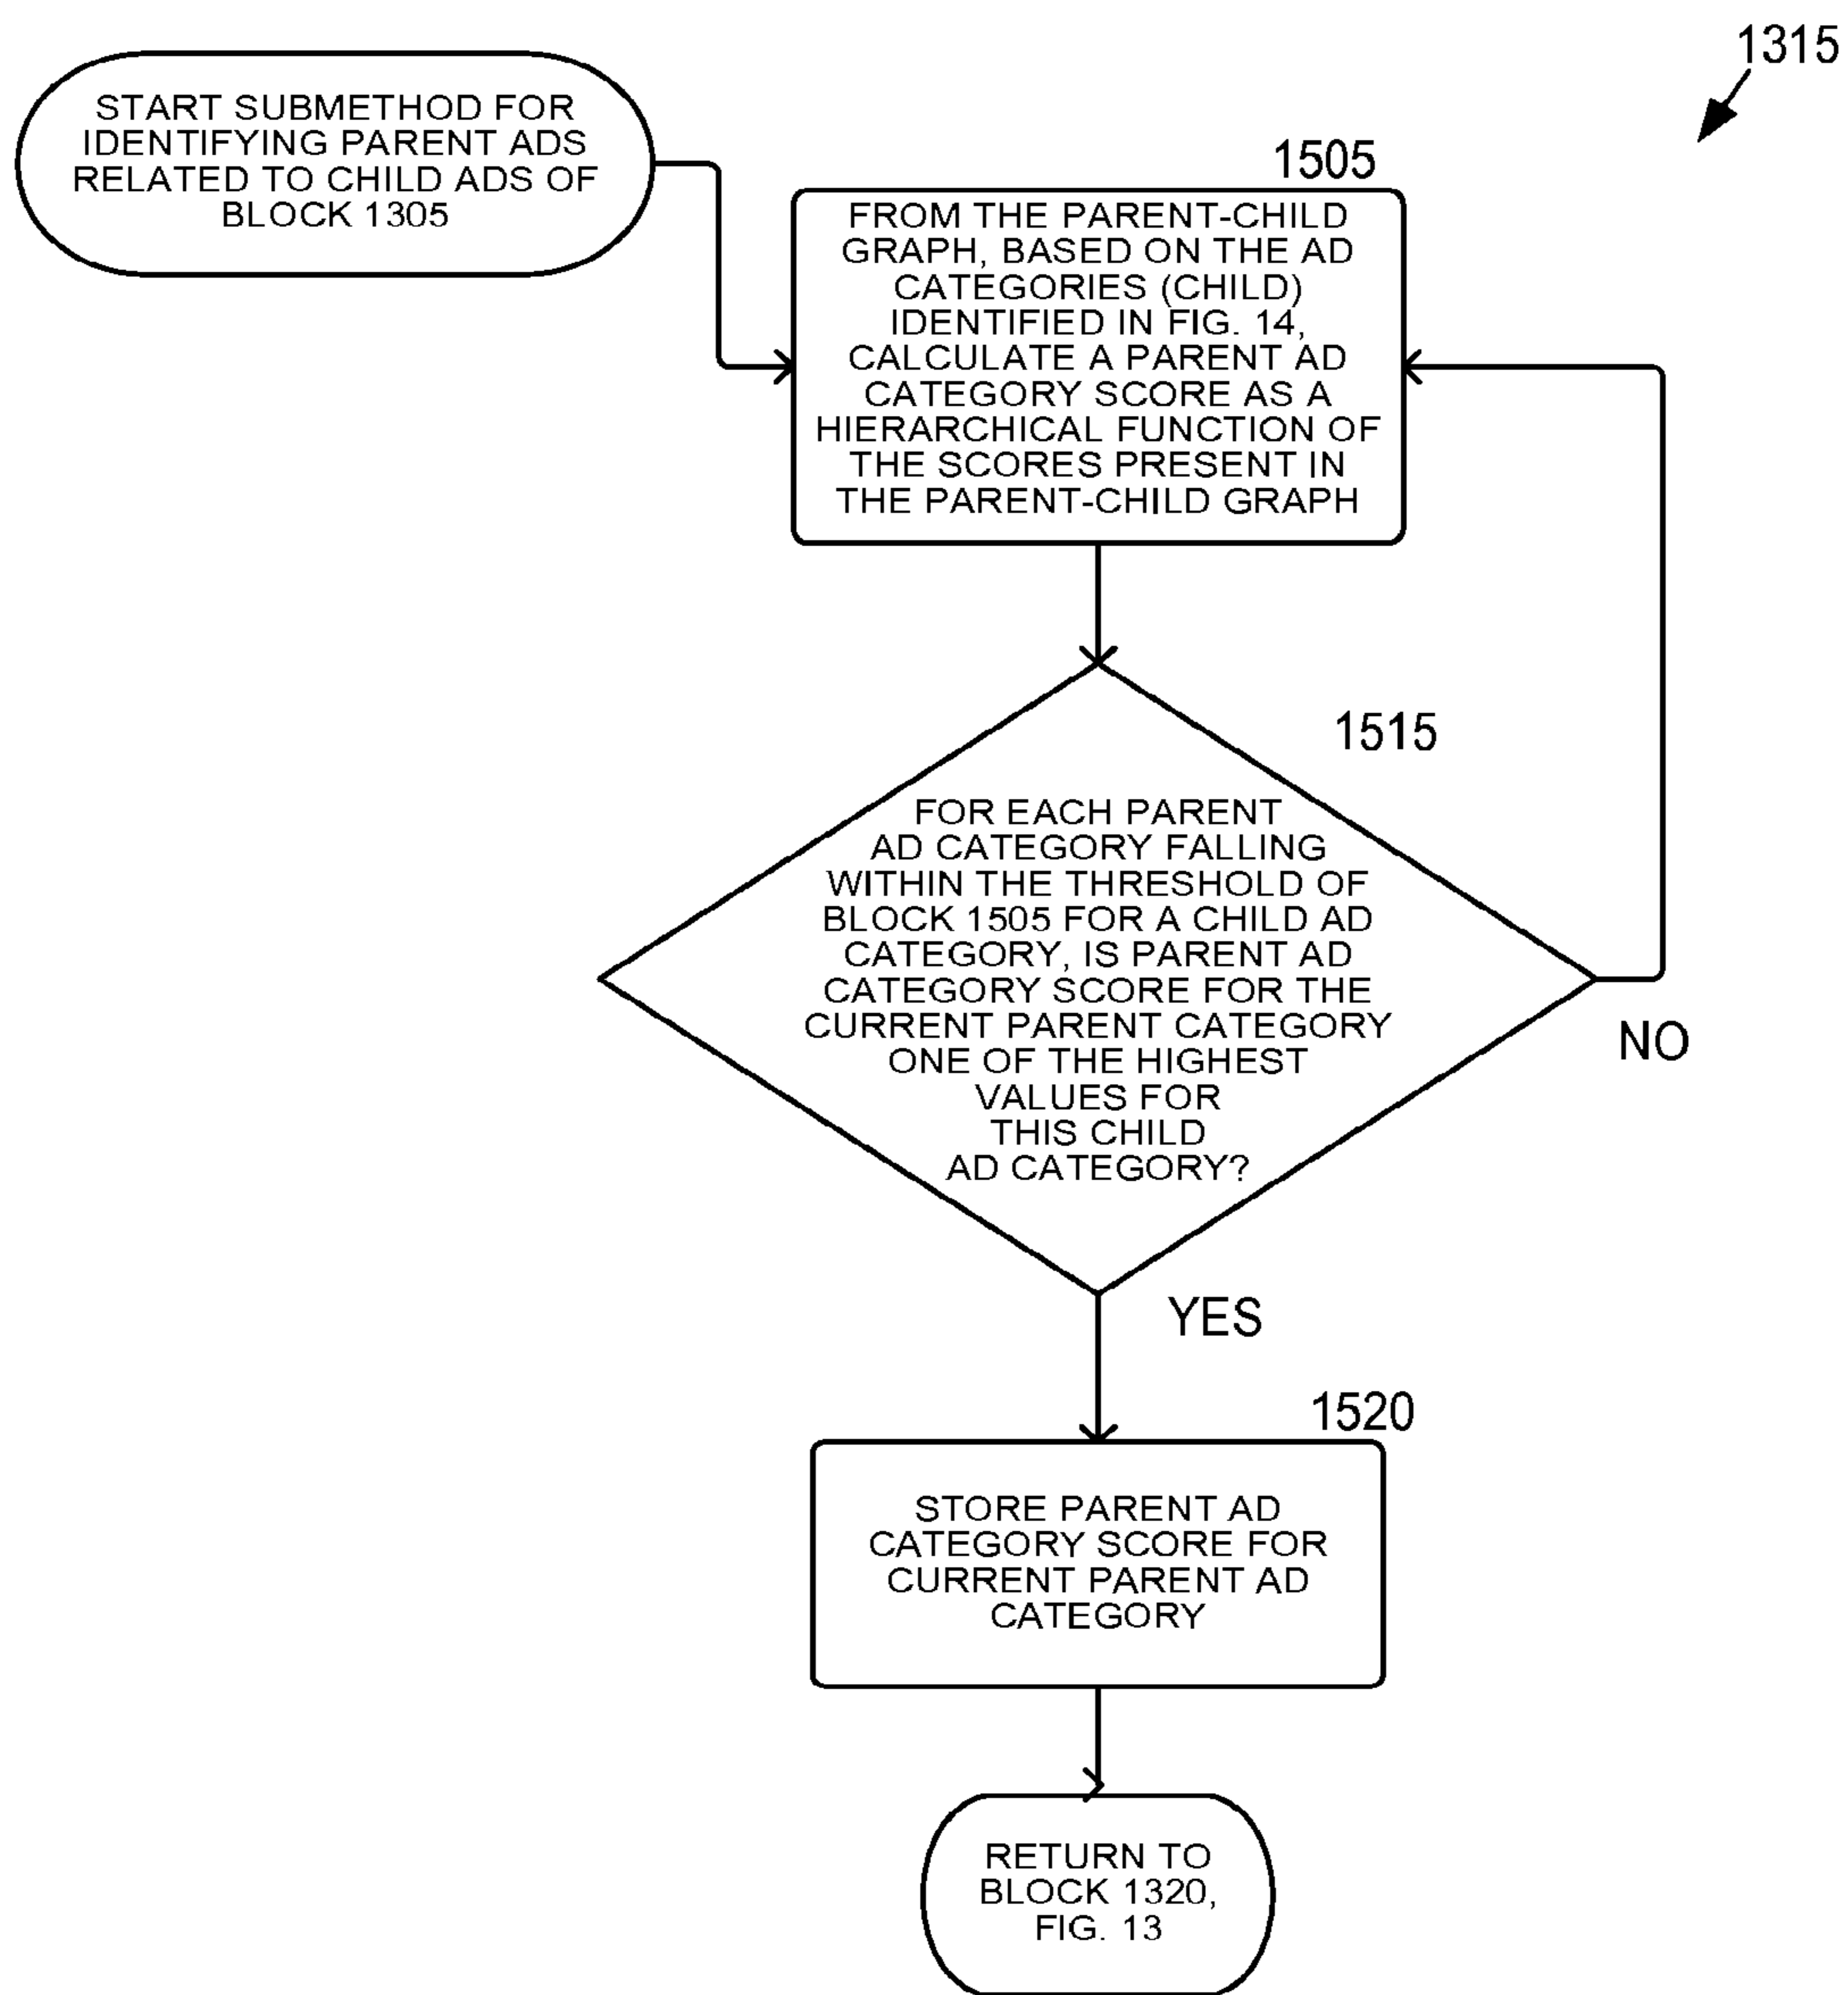 1315
START SUBMETHOD FOR
IDENTIFYING PARENT ADS
RELATED TO CHILD ADS OF
BLOCK 1305
1505
FROM THE PARENT-CHILD
GRAPH, BASED ON THE AD
CATEGORIES (CHILD)
IDENTIFIED IN FIG. 14,
CALCULATE A PARENT AD
CATEGORY SCORE AS A
HIERARCHICAL FUNCTION OF
THE SCORES PRESENT IN
THE PARENT-CHILD GRAPH
1515
FOR EACH PARENT
AD CATEGORY FALLING
WITHIN THE THRESHOLD OF
BLOCK 1505 FOR A CHILD AD
CATEGORY, IS PARENT AD
CATEGORY SCORE FOR THE
CURRENT PARENT CATEGORY
ONE OF THE HIGHEST
VALUES FOR
THIS CHILD
AD CATEGORY?
NO
YES
1520
STORE PARENT AD
CATEGORY SCORE FOR
CURRENT PARENT AD
CATEGORY
RETURN TO
BLOCK 1320,
FIG. 13